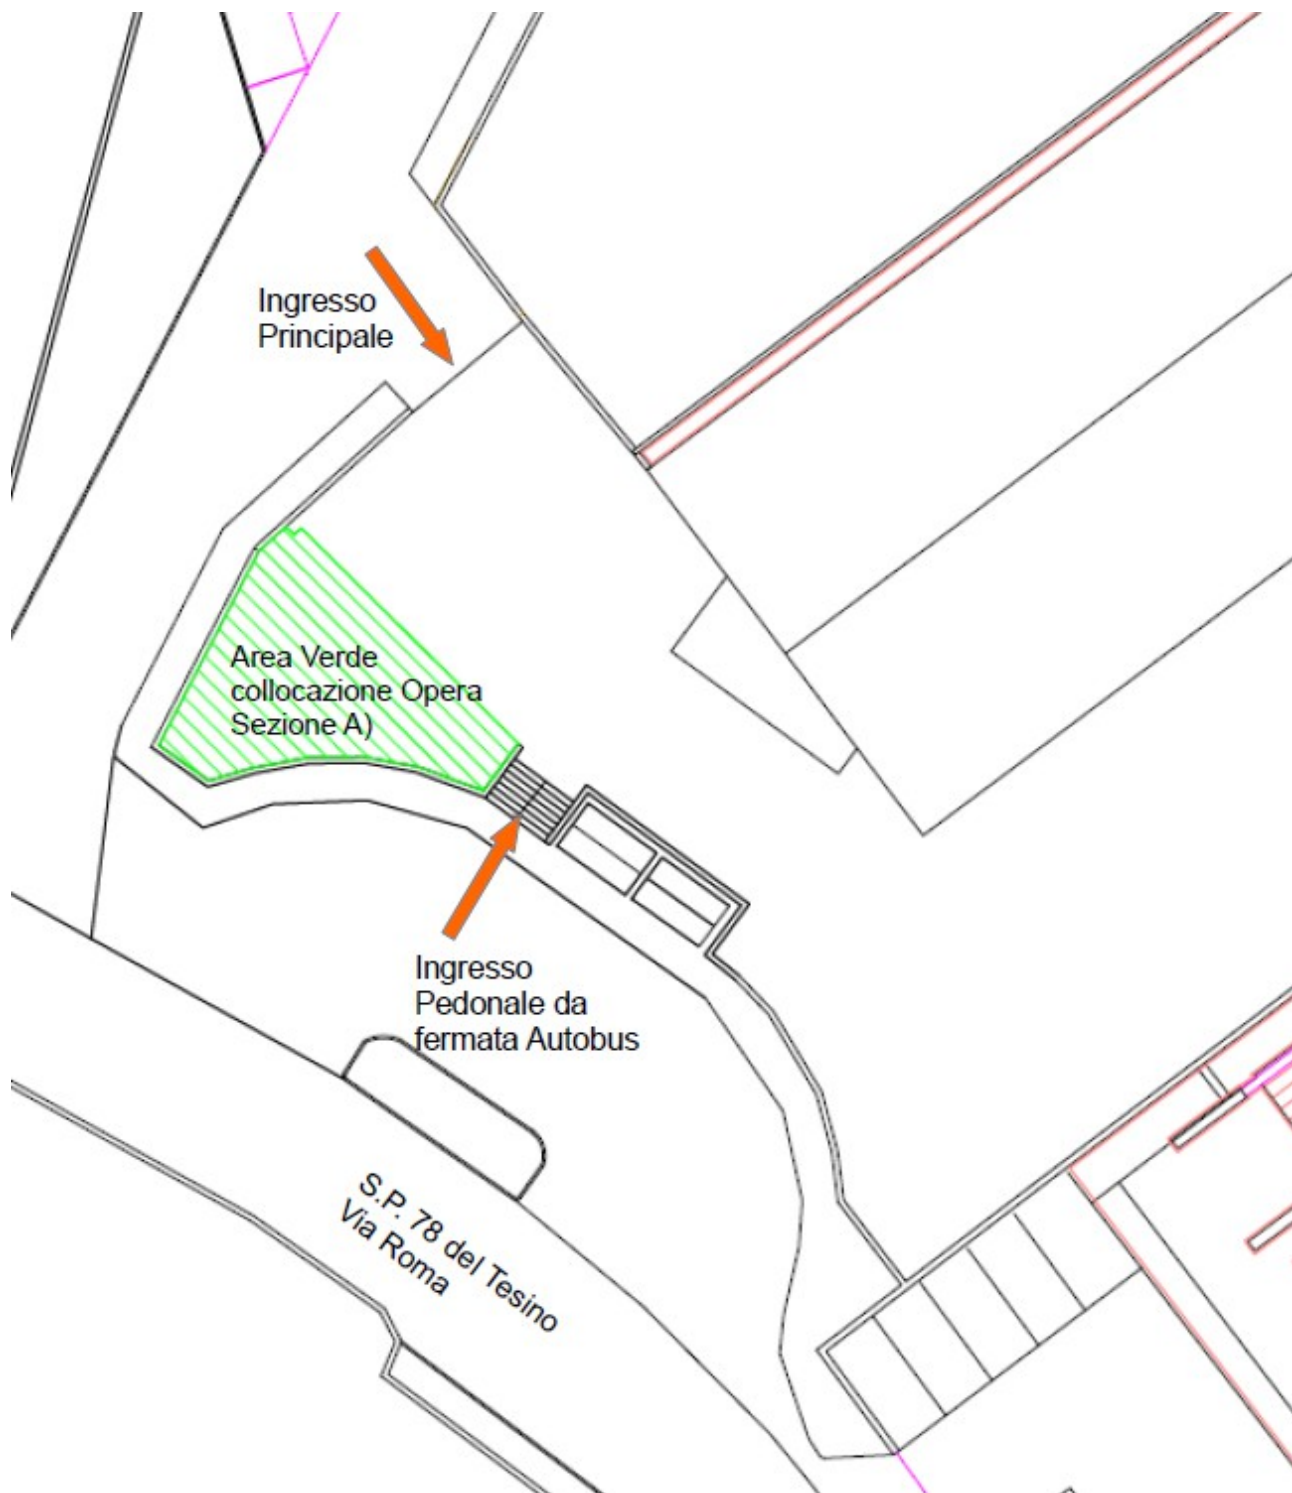 Ingresso
Principale
Area Verde
collocazione Opera
Sezione A)
Ingresso
Pedonale da
fermata Autobus
S.P. 78 del Tesino
Via Roma